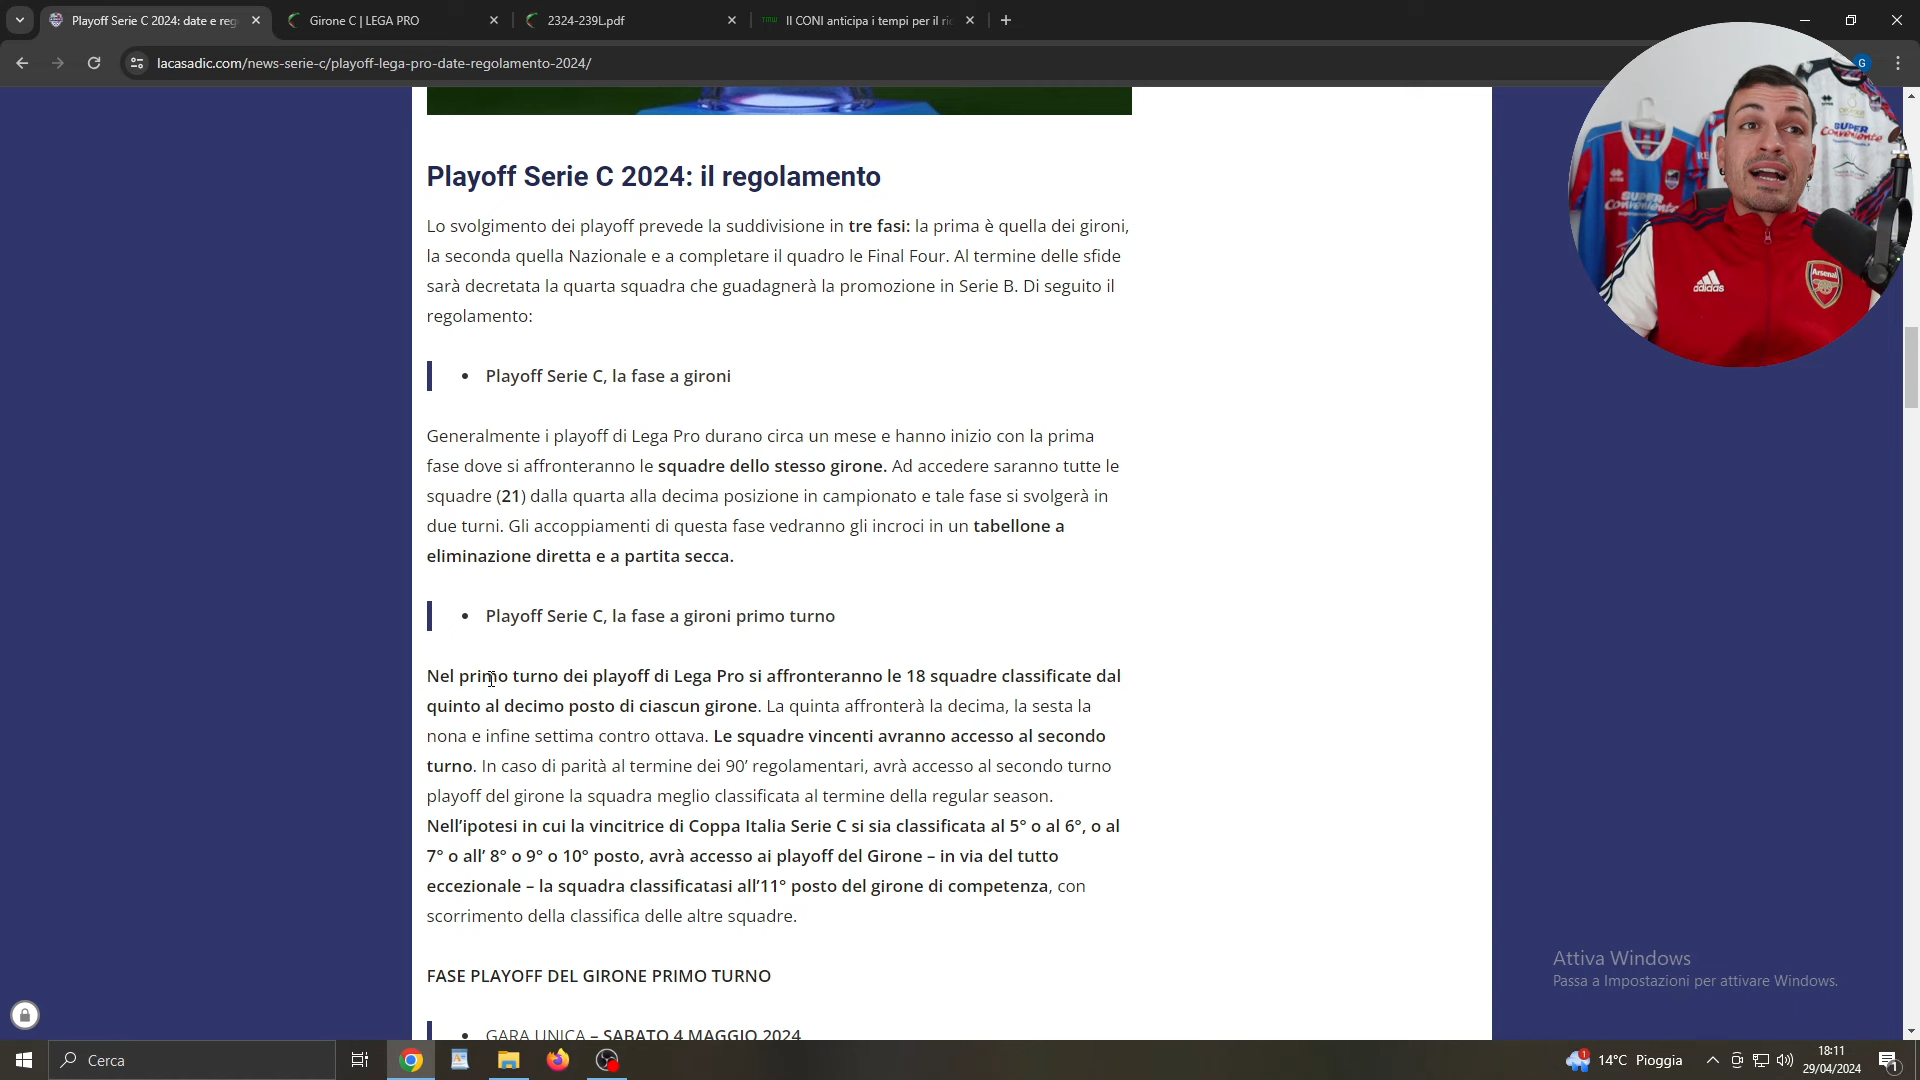 Playoff Serie C 2024: date e reg
Girone C | LEGA PRO
2324-239L.pdf
Il CONI anticipa i tempi per il ri
lacasadic.com/news-serie-c/playoff-lega-pro-date-regolamento-2024/
G
Playoff Serie C 2024: il regolamento
Lo svolgimento dei playoff prevede la suddivisione in tre fasi: la prima è quella dei gironi,
la seconda quella Nazionale e a completare il quadro le Final Four. Al termine delle sfide
sarà decretata la quarta squadra che guadagnerà la promozione in Serie B. Di seguito il
regolamento:
• Playoff Serie C, la fase a gironi
Generalmente i playoff di Lega Pro durano circa un mese e hanno inizio con la prima
fase dove si affronteranno le squadre dello stesso girone. Ad accedere saranno tutte le
squadre (21) dalla quarta alla decima posizione in campionato e tale fase si svolgerà in
due turni. Gli accoppiamenti di questa fase vedranno gli incroci in un tabellone a
eliminazione diretta e a partita secca.
• Playoff Serie C, la fase a gironi primo turno
Nel primo turno dei playoff di Lega Pro si affronteranno le 18 squadre classificate dal
quinto al decimo posto di ciascun girone. La quinta affronterà la decima, la sesta la
nona e infine settima contro ottava. Le squadre vincenti avranno accesso al secondo
turno. In caso di parità al termine dei 90’ regolamentari, avrà accesso al secondo turno
playoff del girone la squadra meglio classificata al termine della regular season.
Nell’ipotesi in cui la vincitrice di Coppa Italia Serie C si sia classificata al 5° o al 6°, o al
7° o all’ 8° o 9° o 10° posto, avrà accesso ai playoff del Girone – in via del tutto
eccezionale – la squadra classificatasi all’11° posto del girone di competenza, con
scorrimento della classifica delle altre squadre.
FASE PLAYOFF DEL GIRONE PRIMO TURNO
• GARA UNICA – SABATO 4 MAGGIO 2024
SUPER
Conveniente
SUPER
Conveniente
adidas
Arsenal
Attiva Windows
Passa a Impostazioni per attivare Windows.
Cerca
14°C Pioggia
18:11
29/04/2024